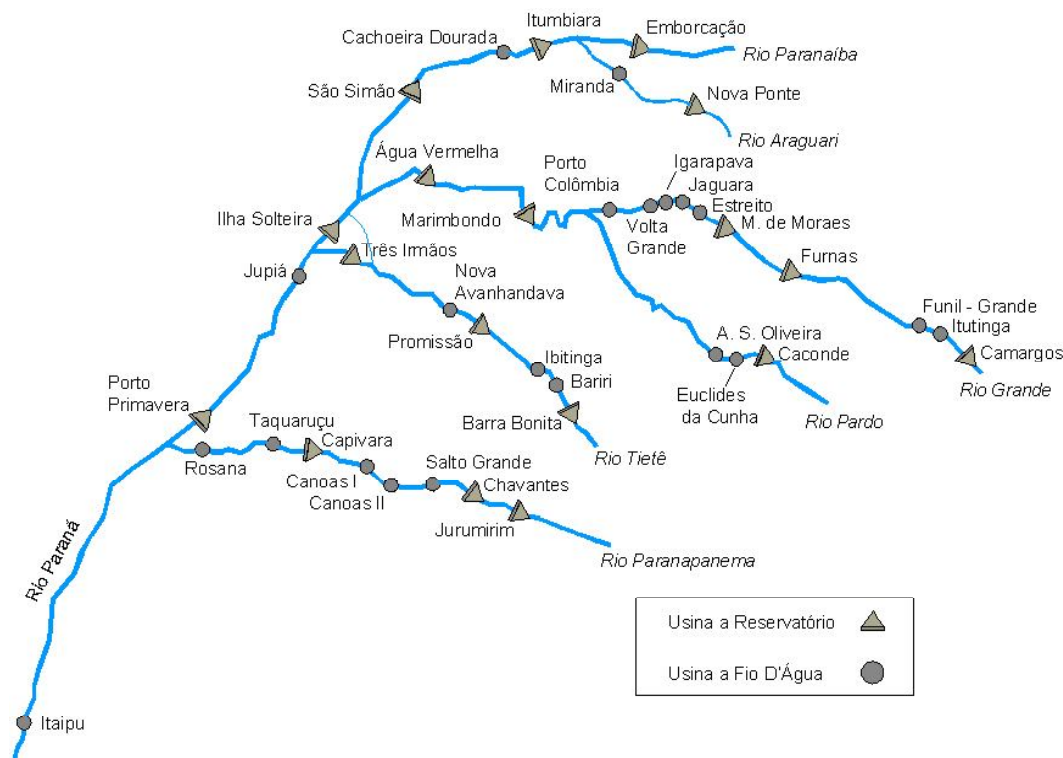 Itumbiara
Emborcação
Cachoeira Dourada
Rio Paranaíba
Miranda
São Simão
Nova Ponte
Rio Araguari
Água Vermelha
Porto
Colômbia
Igarapava
Jaguara
Estreito
Ilha Solteira
Marimbondo
Volta
Grande
M. de Moraes
Três Irmãos
Furnas
Jupiá
Nova
Avanhandava
Funil - Grande
Itutinga
Promissão
A. S. Oliveira
Ibitinga
Caconde
Camargos
Bariri
Rio Grande
Porto
Primavera
Euclides
da Cunha
Taquaruçu
Barra Bonita
Rio Pardo
Capivara
Rio Tietê
Rosana
Salto Grande
Canoas I
Chavantes
Canoas II
Jurumirim
Rio Paranapanema
Rio Paraná
Usina a Reservatório
Usina a Fio D'Água
Itaipu